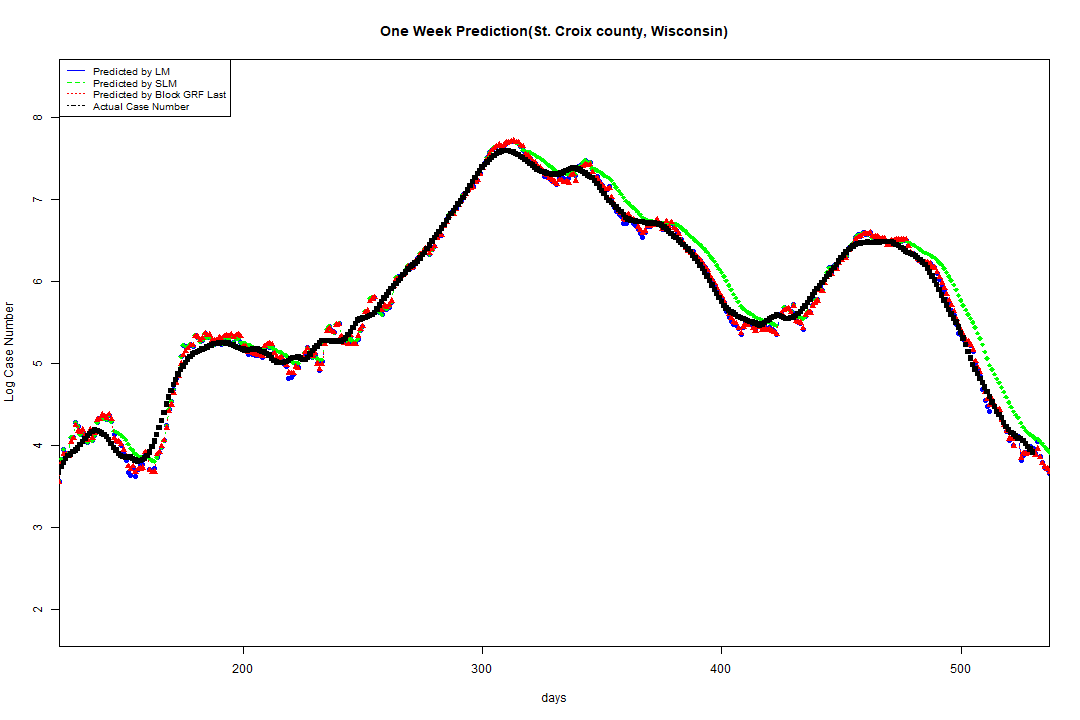 One Week Prediction(St. Croix county, Wisconsin)
Predicted by LM
Predicted by SLM
Predicted by Block GRF Last
Actual Case Number
8
7
6
5
4
3
2
Log Case Number
200 300 400 500
days